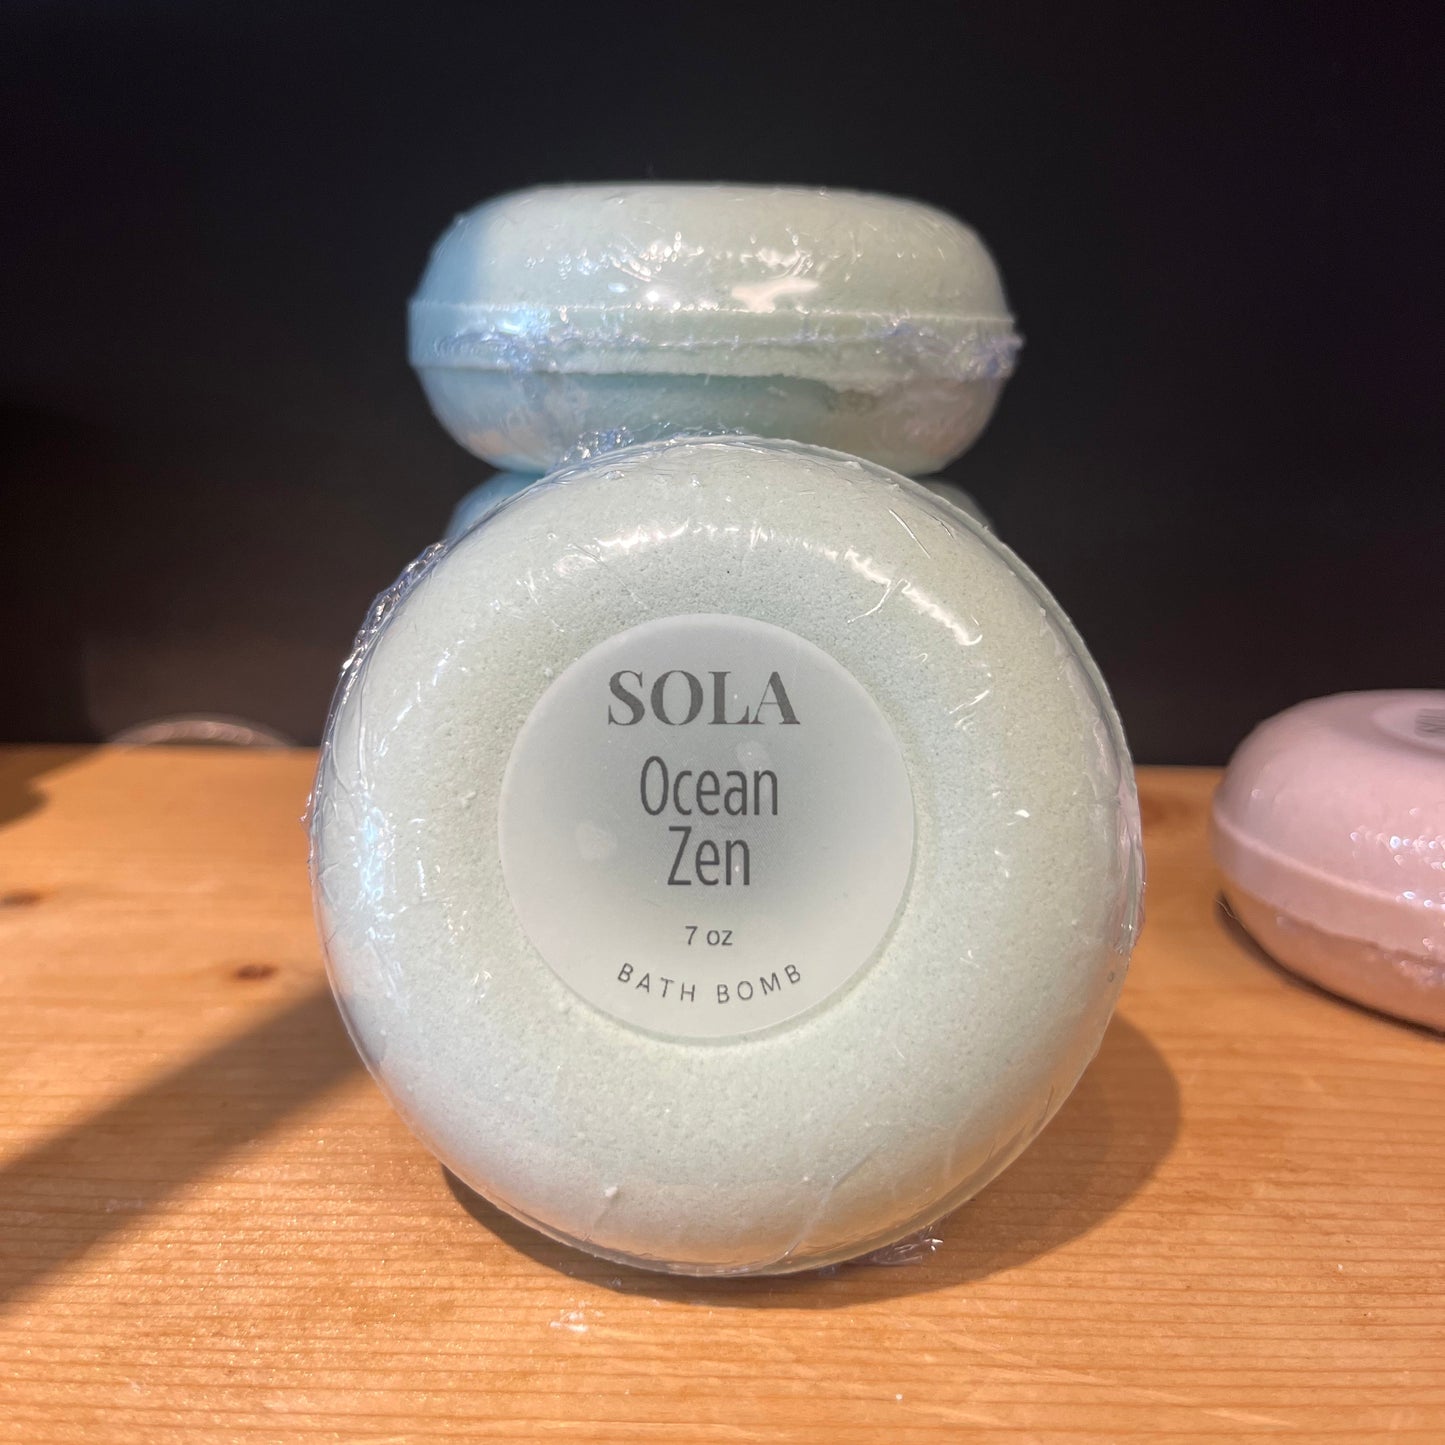 SOLA
Ocean
Zen
7 oz
BATH BOMB